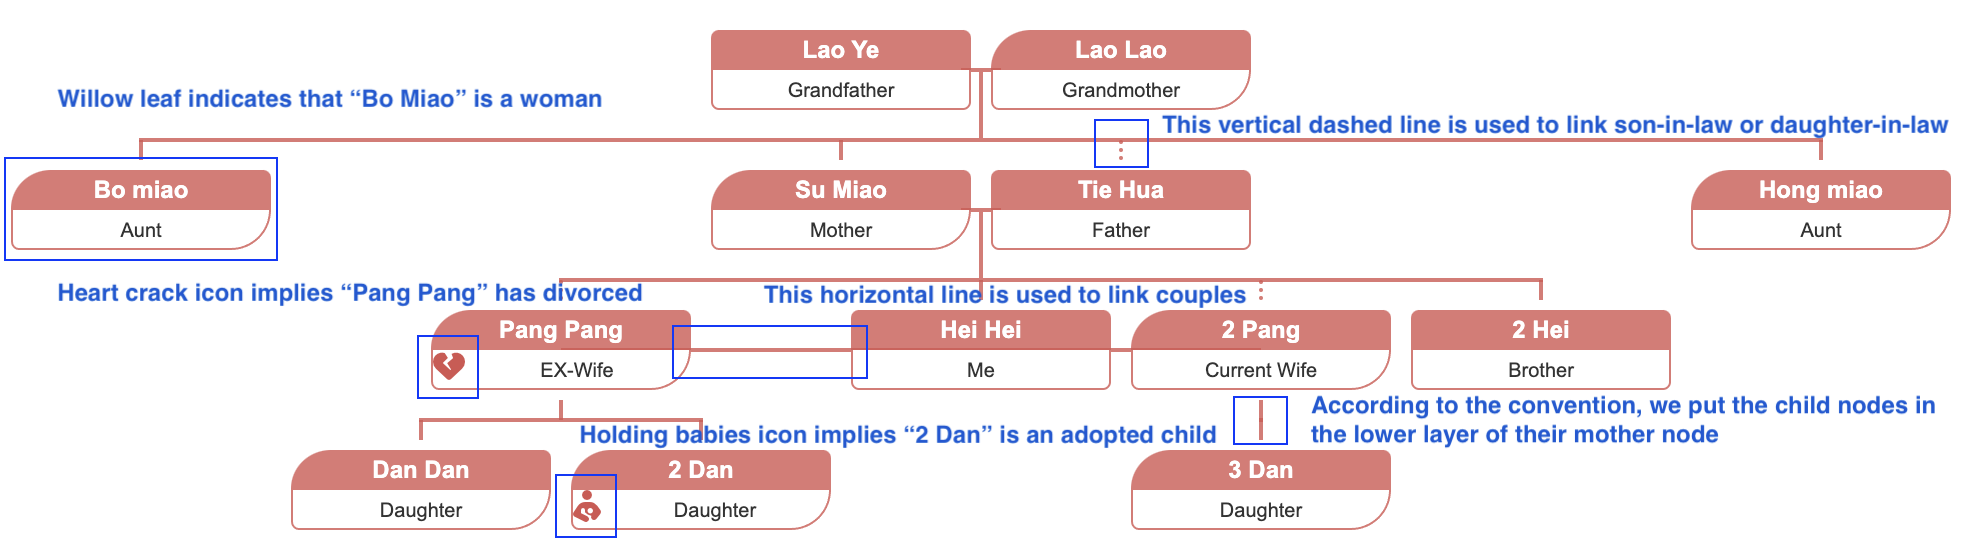 Lao Ye
Grandfather
Lao Lao
Grandmother
Willow leaf indicates that “Bo Miao” is a woman
This vertical dashed line is used to link son-in-law or daughter-in-law
Bo miao
Aunt
Su Miao
Mother
Tie Hua
Father
Hong miao
Aunt
Heart crack icon implies “Pang Pang” has divorced
This horizontal line is used to link couples
Pang Pang
EX-Wife
Hei Hei
Me
2 Pang
Current Wife
2 Hei
Brother
According to the convention, we put the child nodes in
the lower layer of their mother node
Holding babies icon implies “2 Dan” is an adopted child
Dan Dan
Daughter
2 Dan
Daughter
3 Dan
Daughter